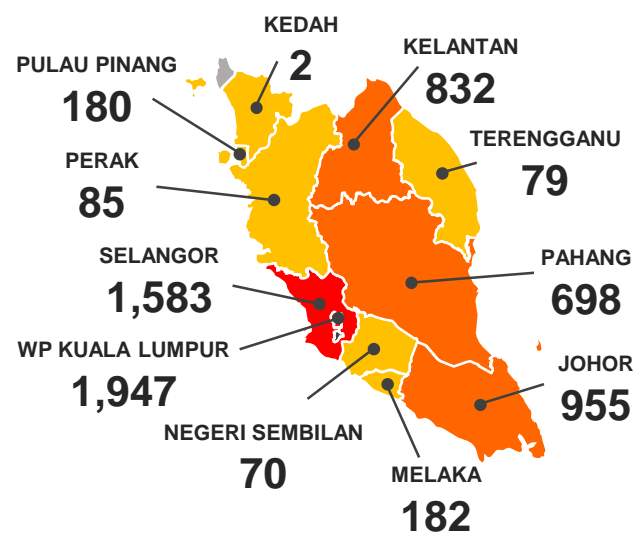 KEDAH
2
KELANTAN
832
PULAU PINANG
180
TERENGGANU
79
PERAK
85
SELANGOR
1,583
PAHANG
698
WP KUALA LUMPUR
1,947
JOHOR
955
NEGERI SEMBILAN
70
MELAKA
182